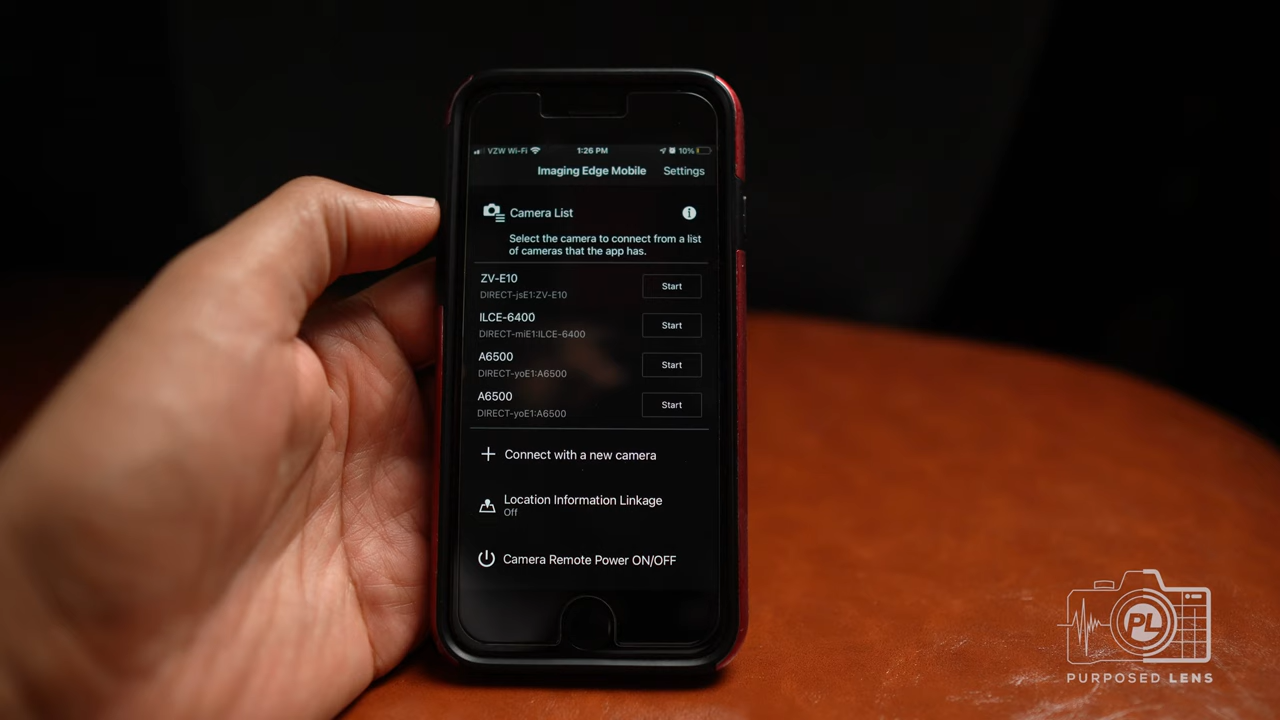 VZW Wi-Fi 1:26 PM 10%
Imaging Edge Mobile Settings
Camera List
Select the camera to connect from a list
of cameras that the app has.
ZV-E10
DIRECT-jsE1:ZV-E10
Start
ILCE-6400
DIRECT-miE1:ILCE-6400
Start
A6500
DIRECT-yoE1:A6500
Start
A6500
DIRECT-yoE1:A6500
Start
Connect with a new camera
Location Information Linkage
Off
Camera Remote Power ON/OFF
PL
PURPOSED LENS